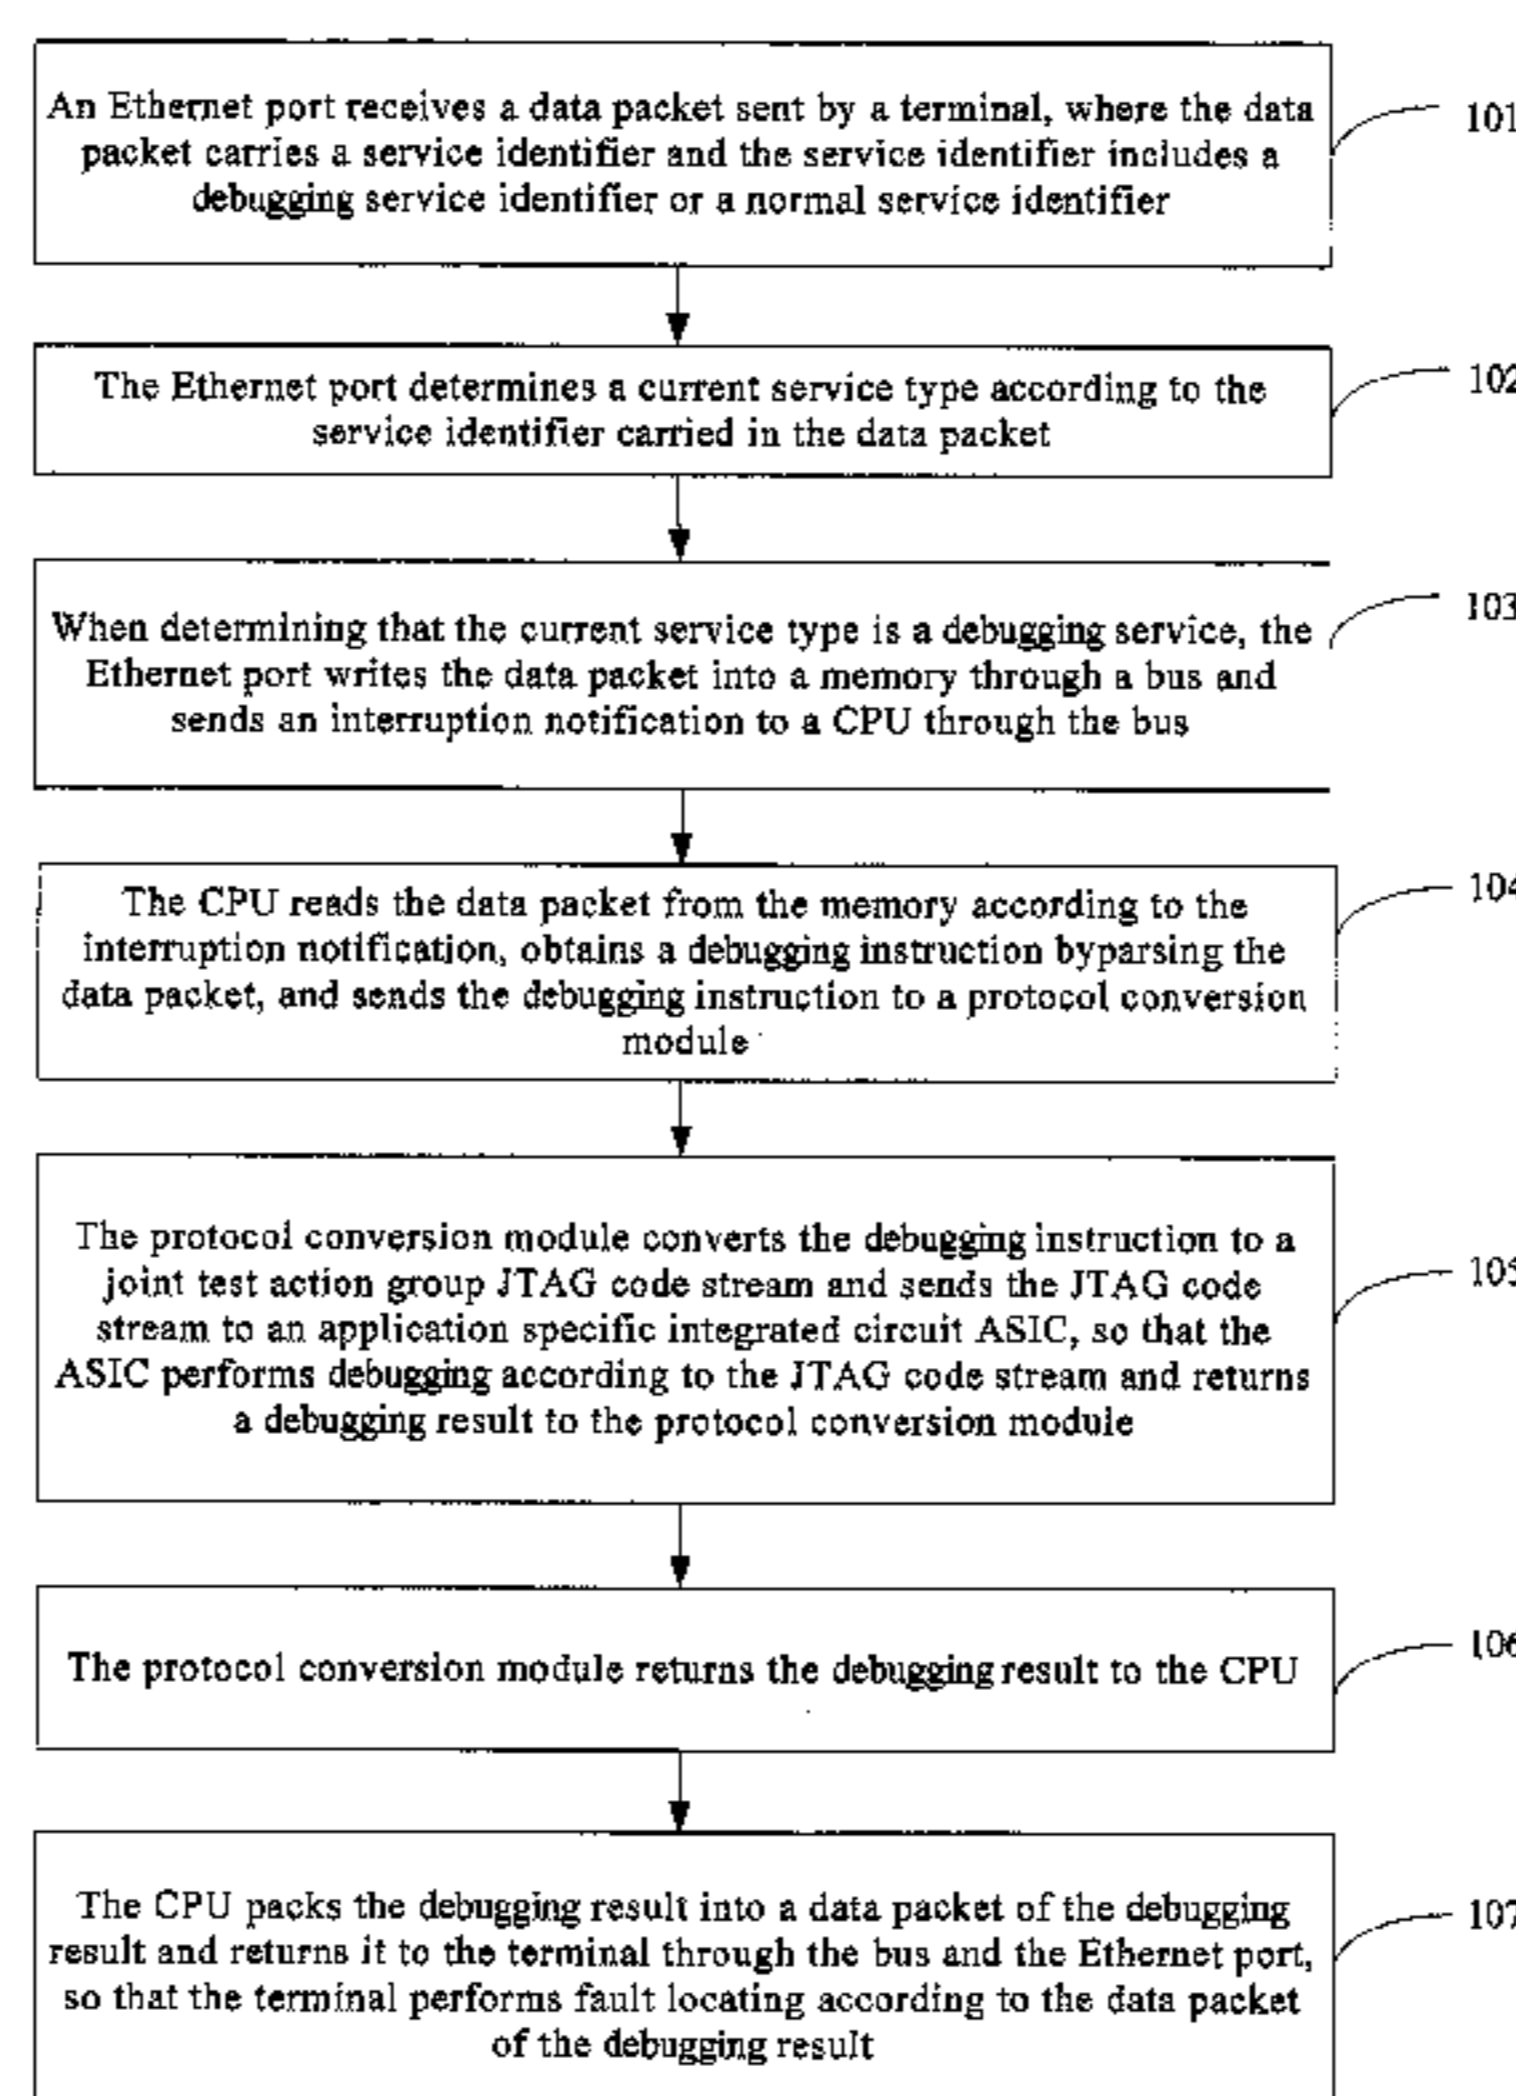 An Ethernet port receives a data packet sent by a terminal, where the data
packet carries a service identifier and the service identifier includes a
debugging service identifier or a normal service identifier
101
The Ethernet port determines a current service type according to the
service identifier carried in the data packet
102
When determining that the current service type is a debugging service, the
Ethernet port writes the data packet into a memory through a bus and
sends an interruption notification to a CPU through the bus
103
The CPU reads the data packet from the memory according to the
interruption notification, obtains a debugging instruction byparsing the
data packet, and sends the debugging instruction to a protocol conversion
module
104
The protocol conversion module converts the debugging instruction to a
joint test action group JTAG code stream and sends the JTAG code
stream to an application specific integrated circuit ASIC, so that the
ASIC performs debugging according to the JTAG code stream and returns
a debugging result to the protocol conversion module
105
The protocol conversion module returns the debugging result to the CPU
106
The CPU packs the debugging result into a data packet of the debugging
result and returns it to the terminal through the bus and the Ethernet port,
so that the terminal performs fault locating according to the data packet
of the debugging result
107